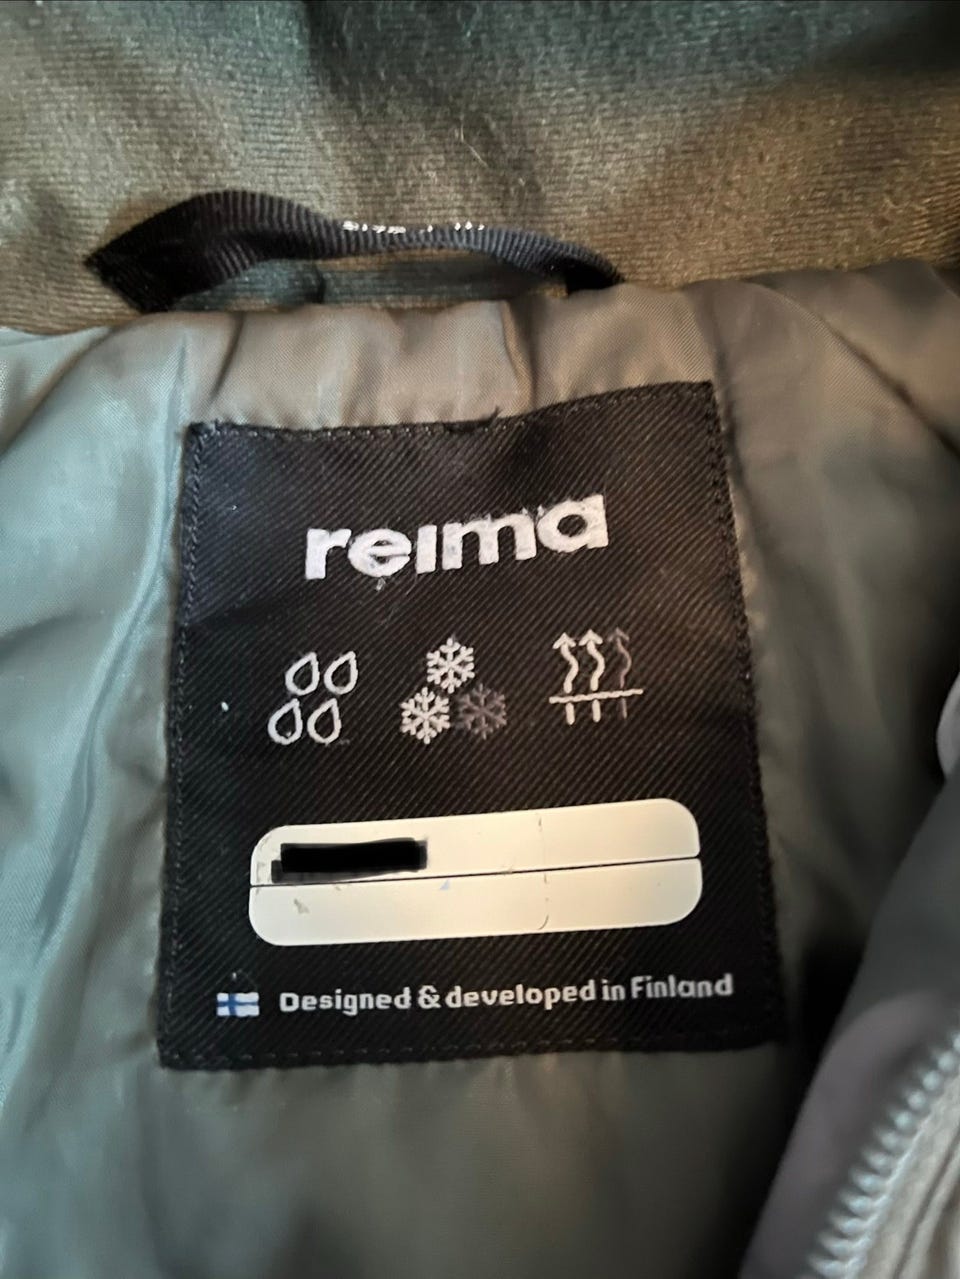 reima
Designed & developed in Finland